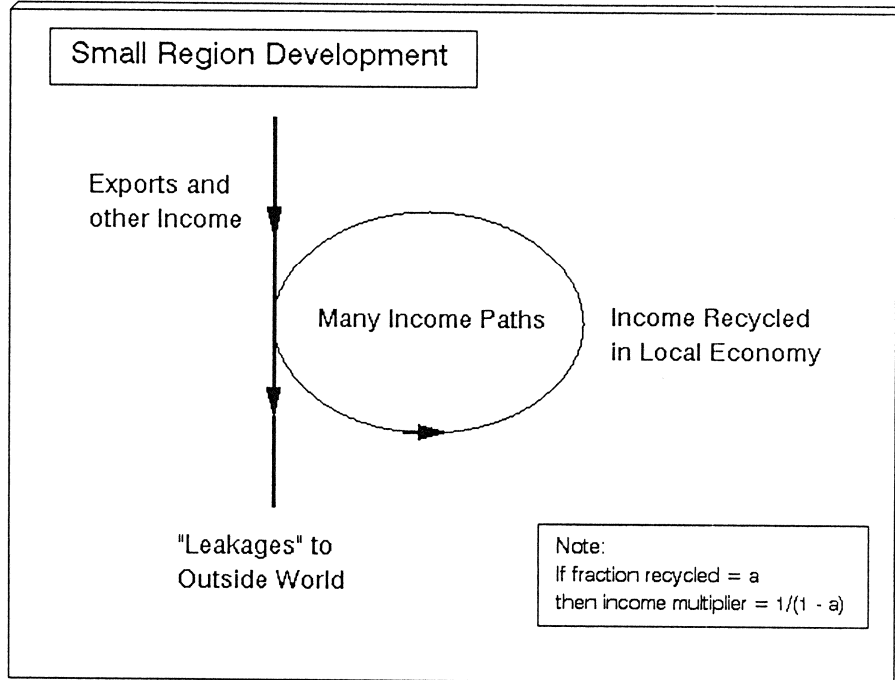 Small Region Development
Exports and
other Income
Many Income Paths
Income Recycled
in Local Economy
"Leakages" to
Outside World
Note:
If fraction recycled = a
then income multiplier = 1/(1 - a)